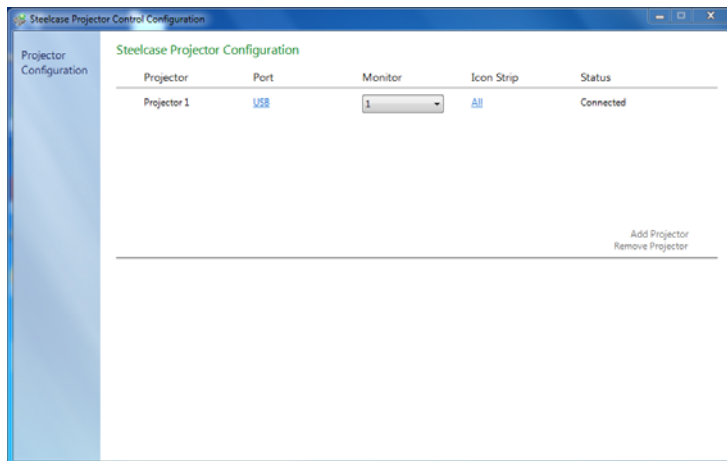 Steelcase Projector Control Configuration
Projector
Configuration
Steelcase Projector Configuration
Projector Port Monitor Icon Strip Status
Projector 1 USB 1 All Connected
Add Projector
Remove Projector